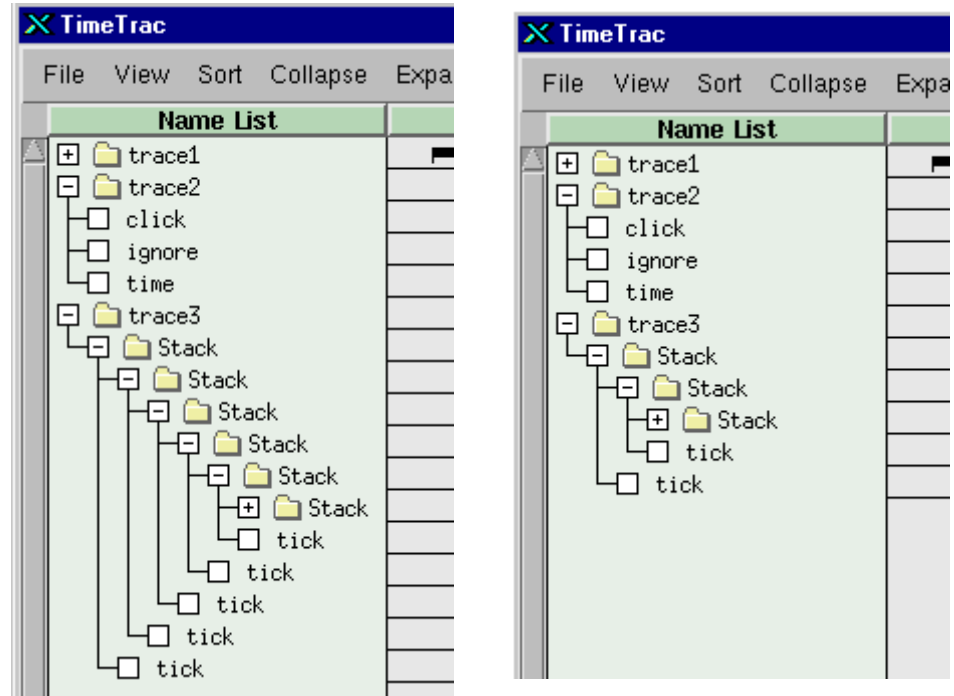 TimeTrac
File View Sort Collapse Expa
Name List
trace1
trace2
click
ignore
time
trace3
Stack
Stack
Stack
Stack
Stack
Stack
tick
tick
tick
tick
tick
TimeTrac
File View Sort Collapse Expa
Name List
trace1
trace2
click
ignore
time
trace3
Stack
Stack
Stack
tick
tick